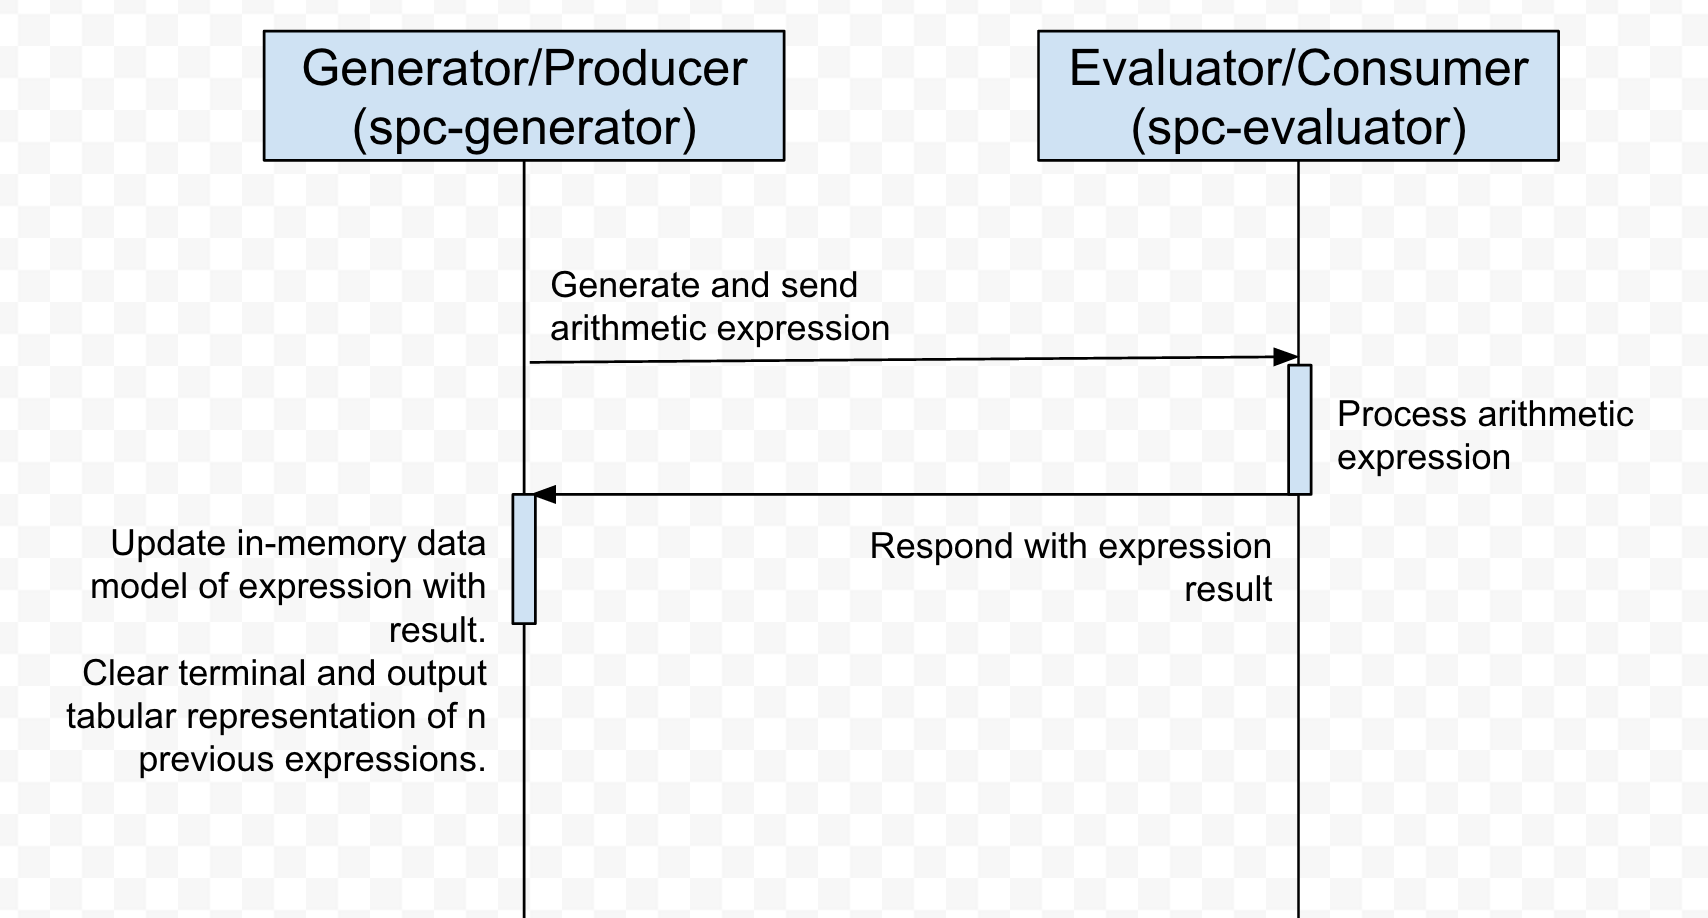 Generator/Producer
(spc-generator)
Evaluator/Consumer
(spc-evaluator)
Generate and send
arithmetic expression
Process arithmetic
expression
Respond with expression
result
Update in-memory data
model of expression with
result.
Clear terminal and output
tabular representation of n
previous expressions.